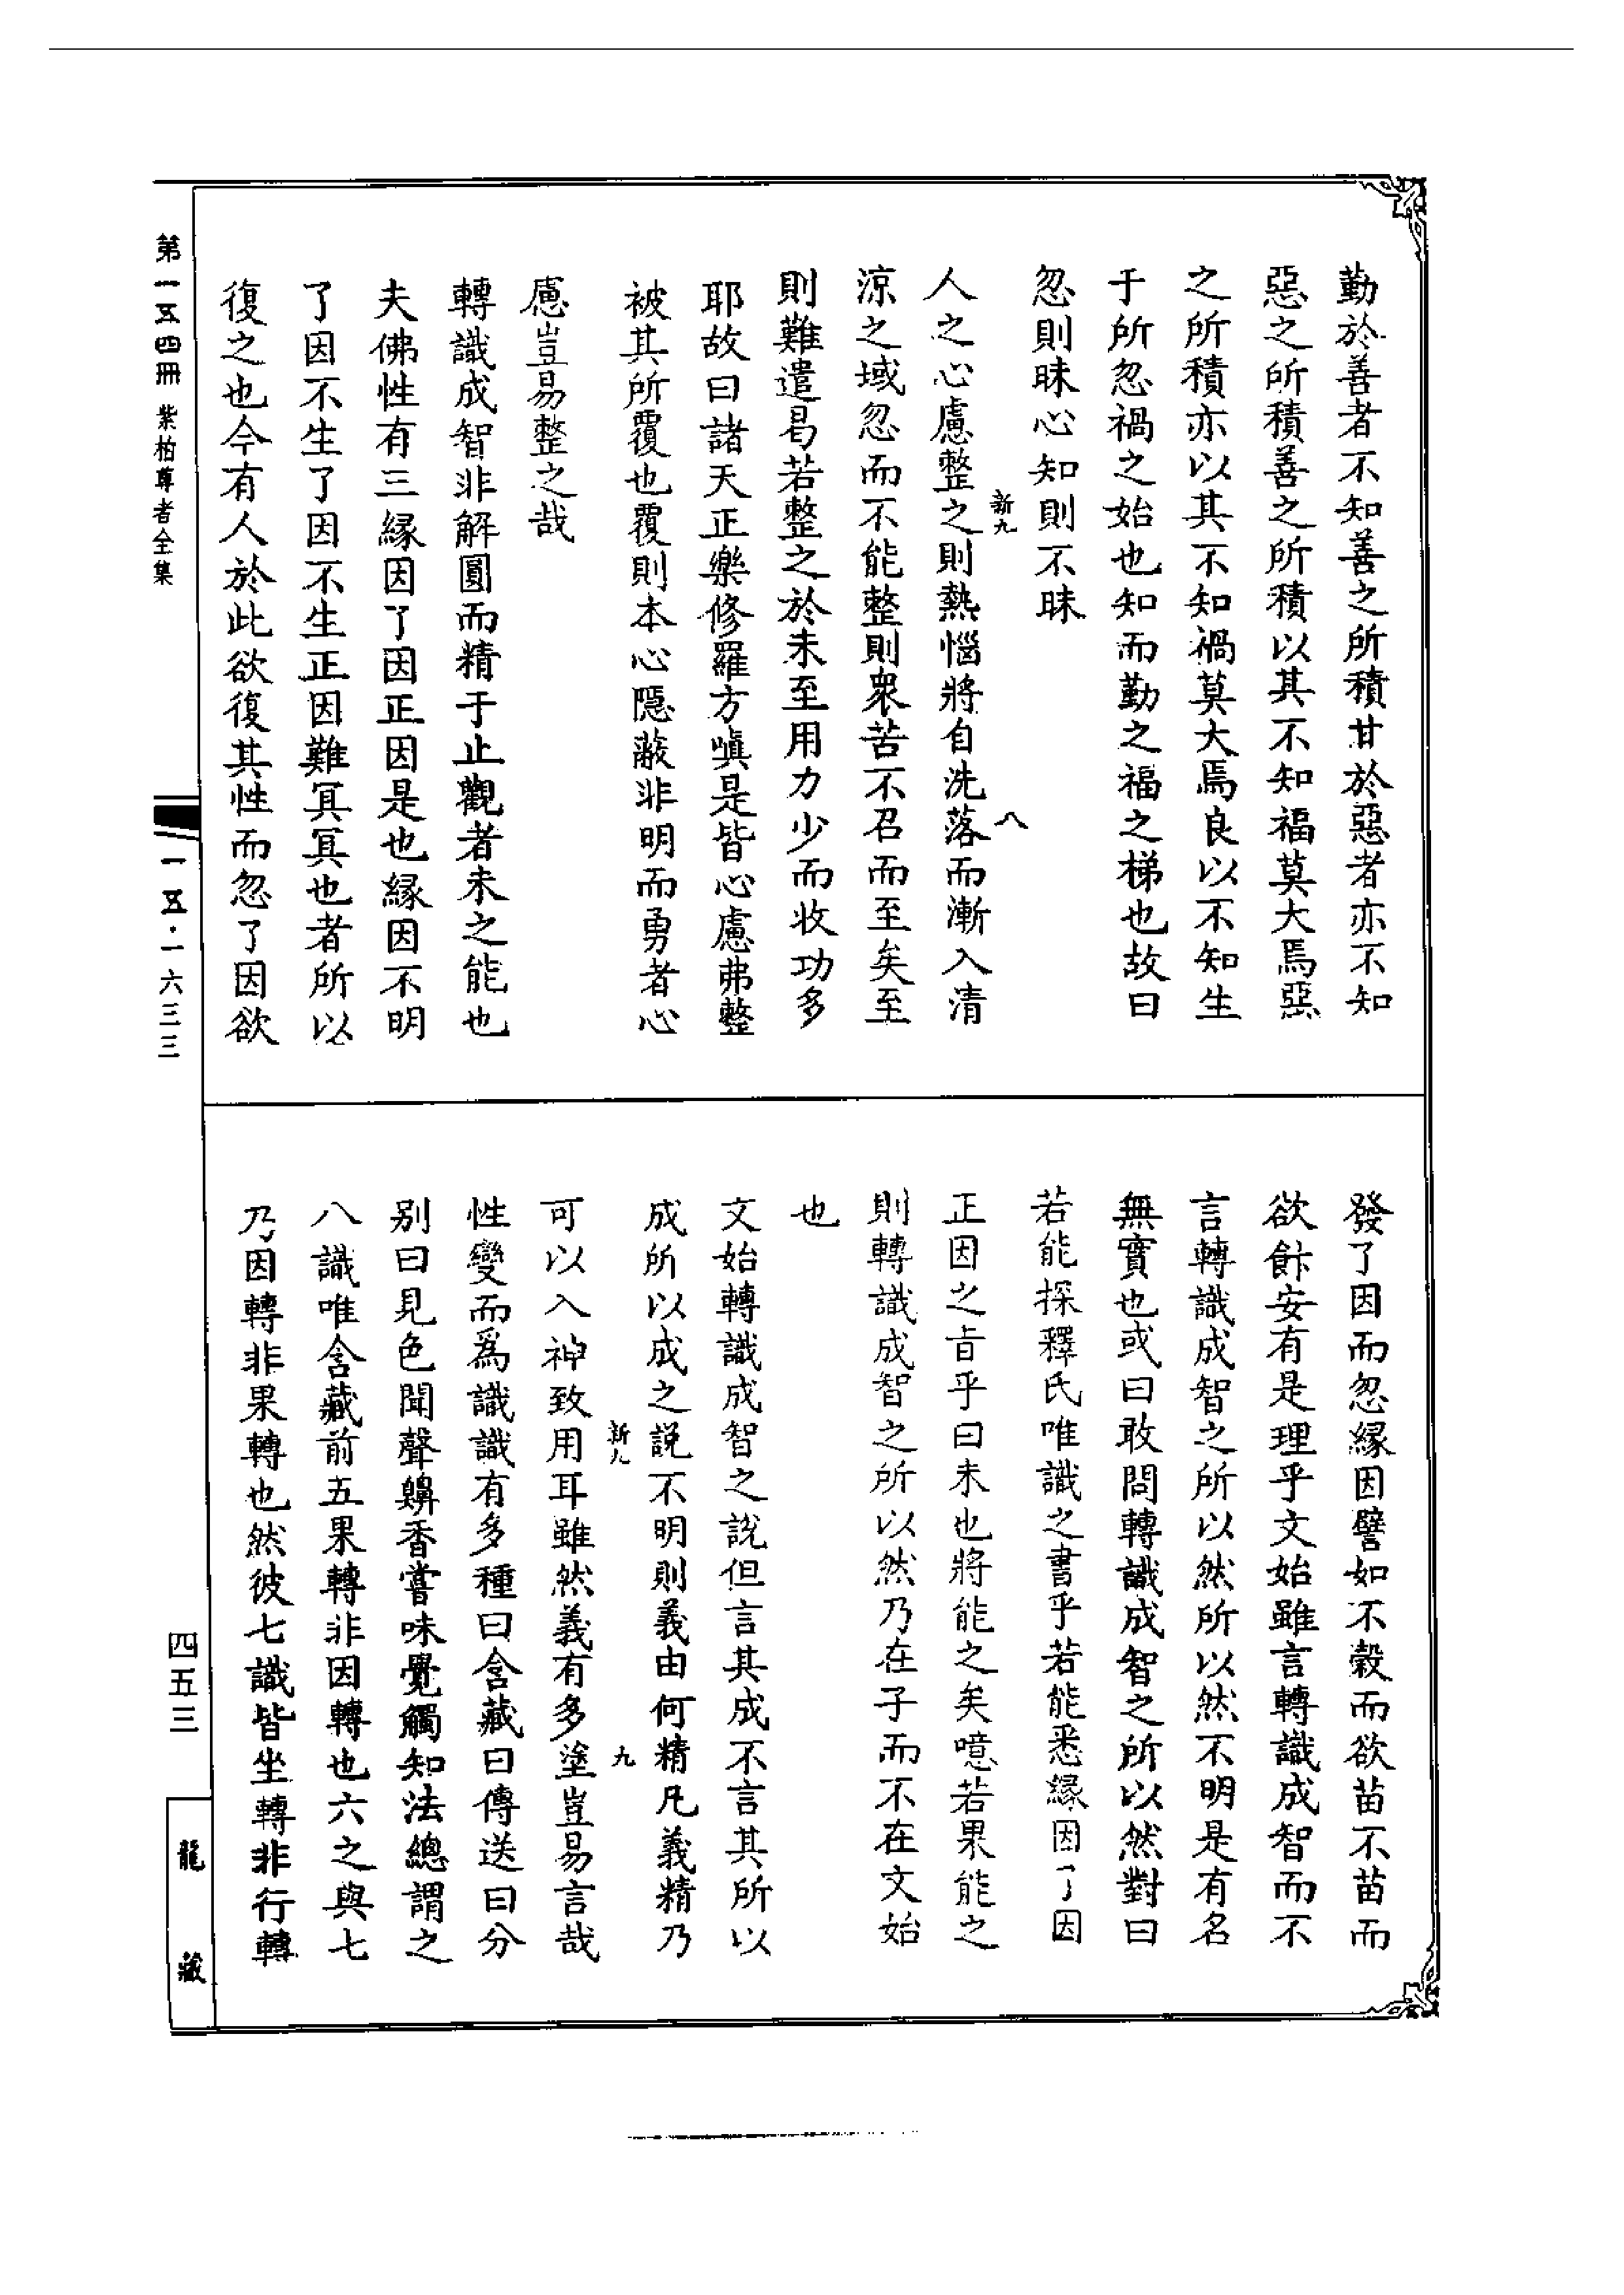 勤於善者不知善之所積甘於惡者亦不知
惡之所積善之所積以其不知福莫大焉惡
之所積亦以其不知禍莫大焉良以不知生
于所忽禍之始也知而勤之福之梯也故曰
忽則昧心知則不昧
新九
八
人之心慮整之則熱惱將自洗落而漸入清
涼之域忽而不能整則衆苦不召而至矣至
則難遣曷若整之於未至用力少而收功多
耶故曰諸天正樂修羅方嗔是皆心慮弗整
被其所覆也覆則本心隱蔽非明而勇者心
慮豈易整之哉
轉識成智非解圓而精于止觀者未之能也
夫佛性有三緣因了因正因是也緣因不明
了因不生了因不生正因難冥冥也者所以
復之也今有人於此欲復其性而忽了因欲
發了因而忽緣因譬如不穀而欲苗不苗而
欲飰安有是理乎文始雖言轉識成智而不
言轉識成智之所以然所以然不明是有名
無實也或曰敢問轉識成智之所以然對曰
若能探釋氏唯識之書乎若能悉緣因了因
正因之旨乎曰未也將能之矣噫若果能之
則轉識成智之所以然乃在子而不在文始
也
文始轉識成智之說但言其成不言其所以
成所以成之說不明則義由何精凡義精乃
新九
九
可以入神致用耳雖然義有多塗豈易言哉
性變而爲識識有多種曰含藏曰傳送曰分
别曰見色聞聲齅香嘗味覺觸知法總謂之
八識唯含藏前五果轉非因轉也六之與七
乃因轉非果轉也然彼七識皆坐轉非行轉
第一五四冊 紫柏尊者全集
一五·一六三三
四五三
龍藏